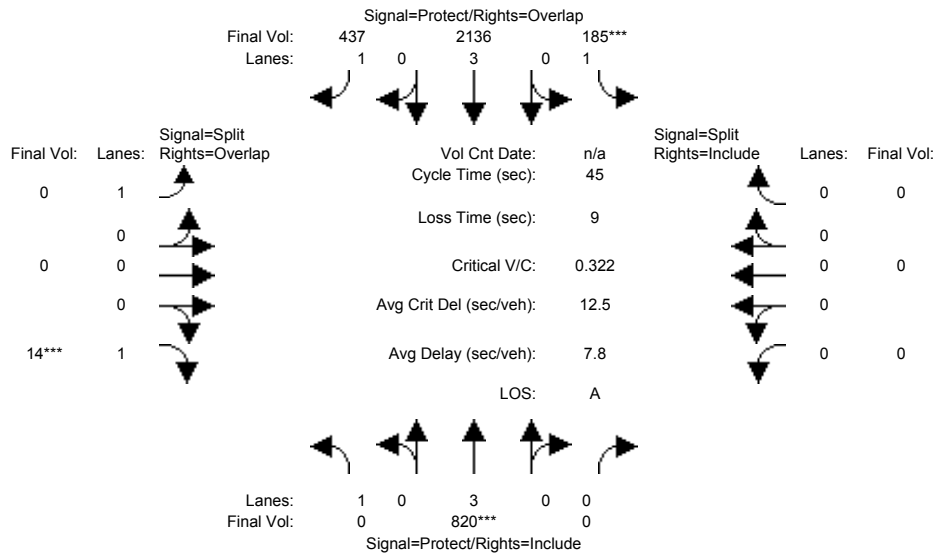 Signal=Protect/Rights=Overlap
Final Vol: 437 2136 185***
Lanes: 1 0 3 0 1
Signal=Split
Final Vol: Lanes: Rights=Overlap
Vol Cnt Date: n/a
Signal=Split
Rights=Include Lanes: Final Vol:
0 1
Cycle Time (sec): 45
0 0
0
Loss Time (sec): 9
0
0 0
Critical V/C: 0.322
0 0
0
Avg Crit Del (sec/veh): 12.5
0
14*** 1
Avg Delay (sec/veh): 7.8
0 0
LOS: A
Lanes: 1 0 3 0 0
Final Vol: 0 820*** 0
Signal=Protect/Rights=Include